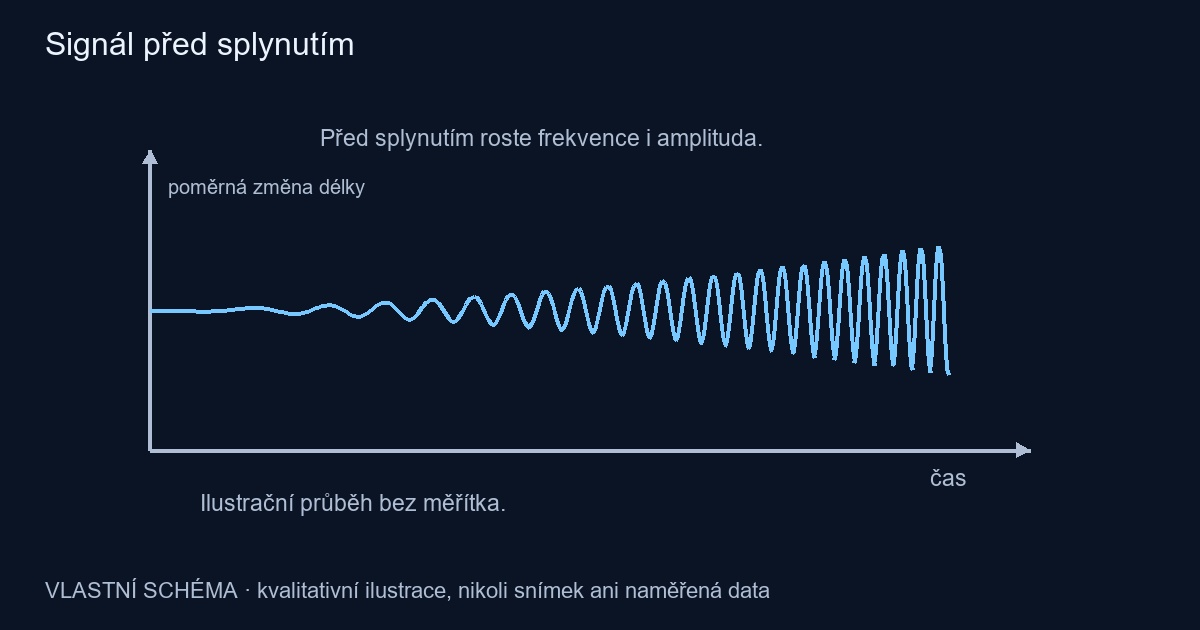 Signál před splynutím
Před splynutím roste frekvence i amplituda.
poměrná změna délky
čas
Ilustrační průběh bez měřítka.
VLASTNÍ SCHÉMA · kvalitativní ilustrace, nikoli snímek ani naměřená data